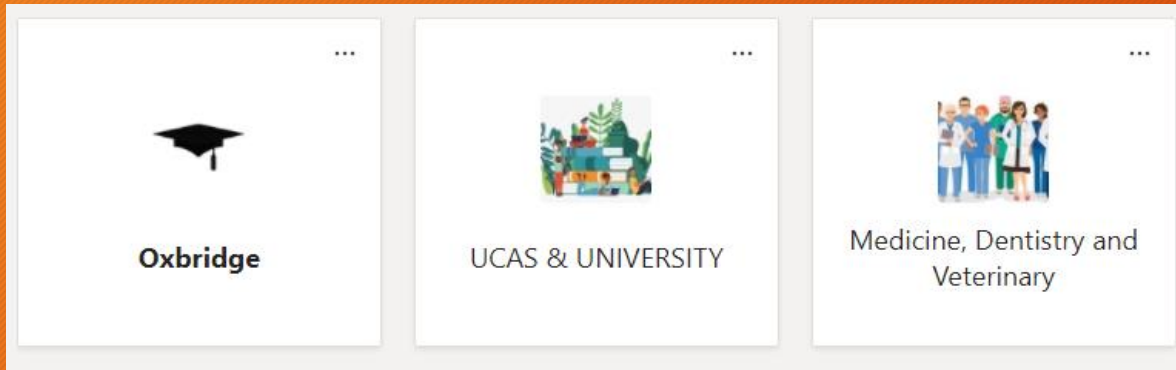 Oxbridge
UCAS & UNIVERSITY
Medicine, Dentistry and
Veterinary